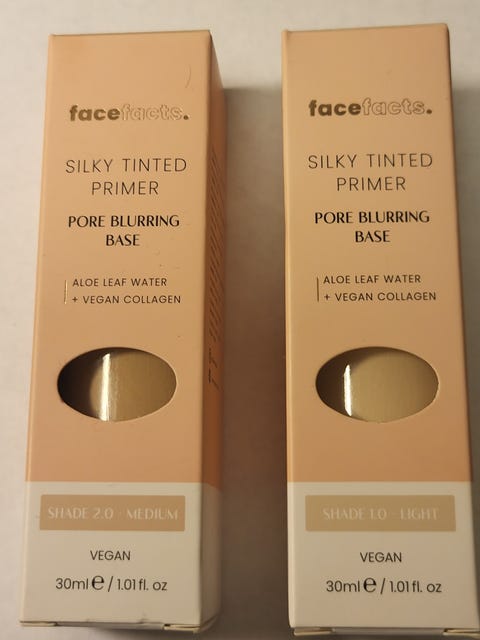 facefacts.
SILKY TINTED
PRIMER
PORE BLURRING
BASE
ALOE LEAF WATER
+ VEGAN COLLAGEN
SHADE 2.0 - MEDIUM
VEGAN
30ml e / 1.01 fl. oz
facefacts.
SILKY TINTED
PRIMER
PORE BLURRING
BASE
ALOE LEAF WATER
+ VEGAN COLLAGEN
SHADE 1.0 - LIGHT
VEGAN
30ml e / 1.01 fl. oz